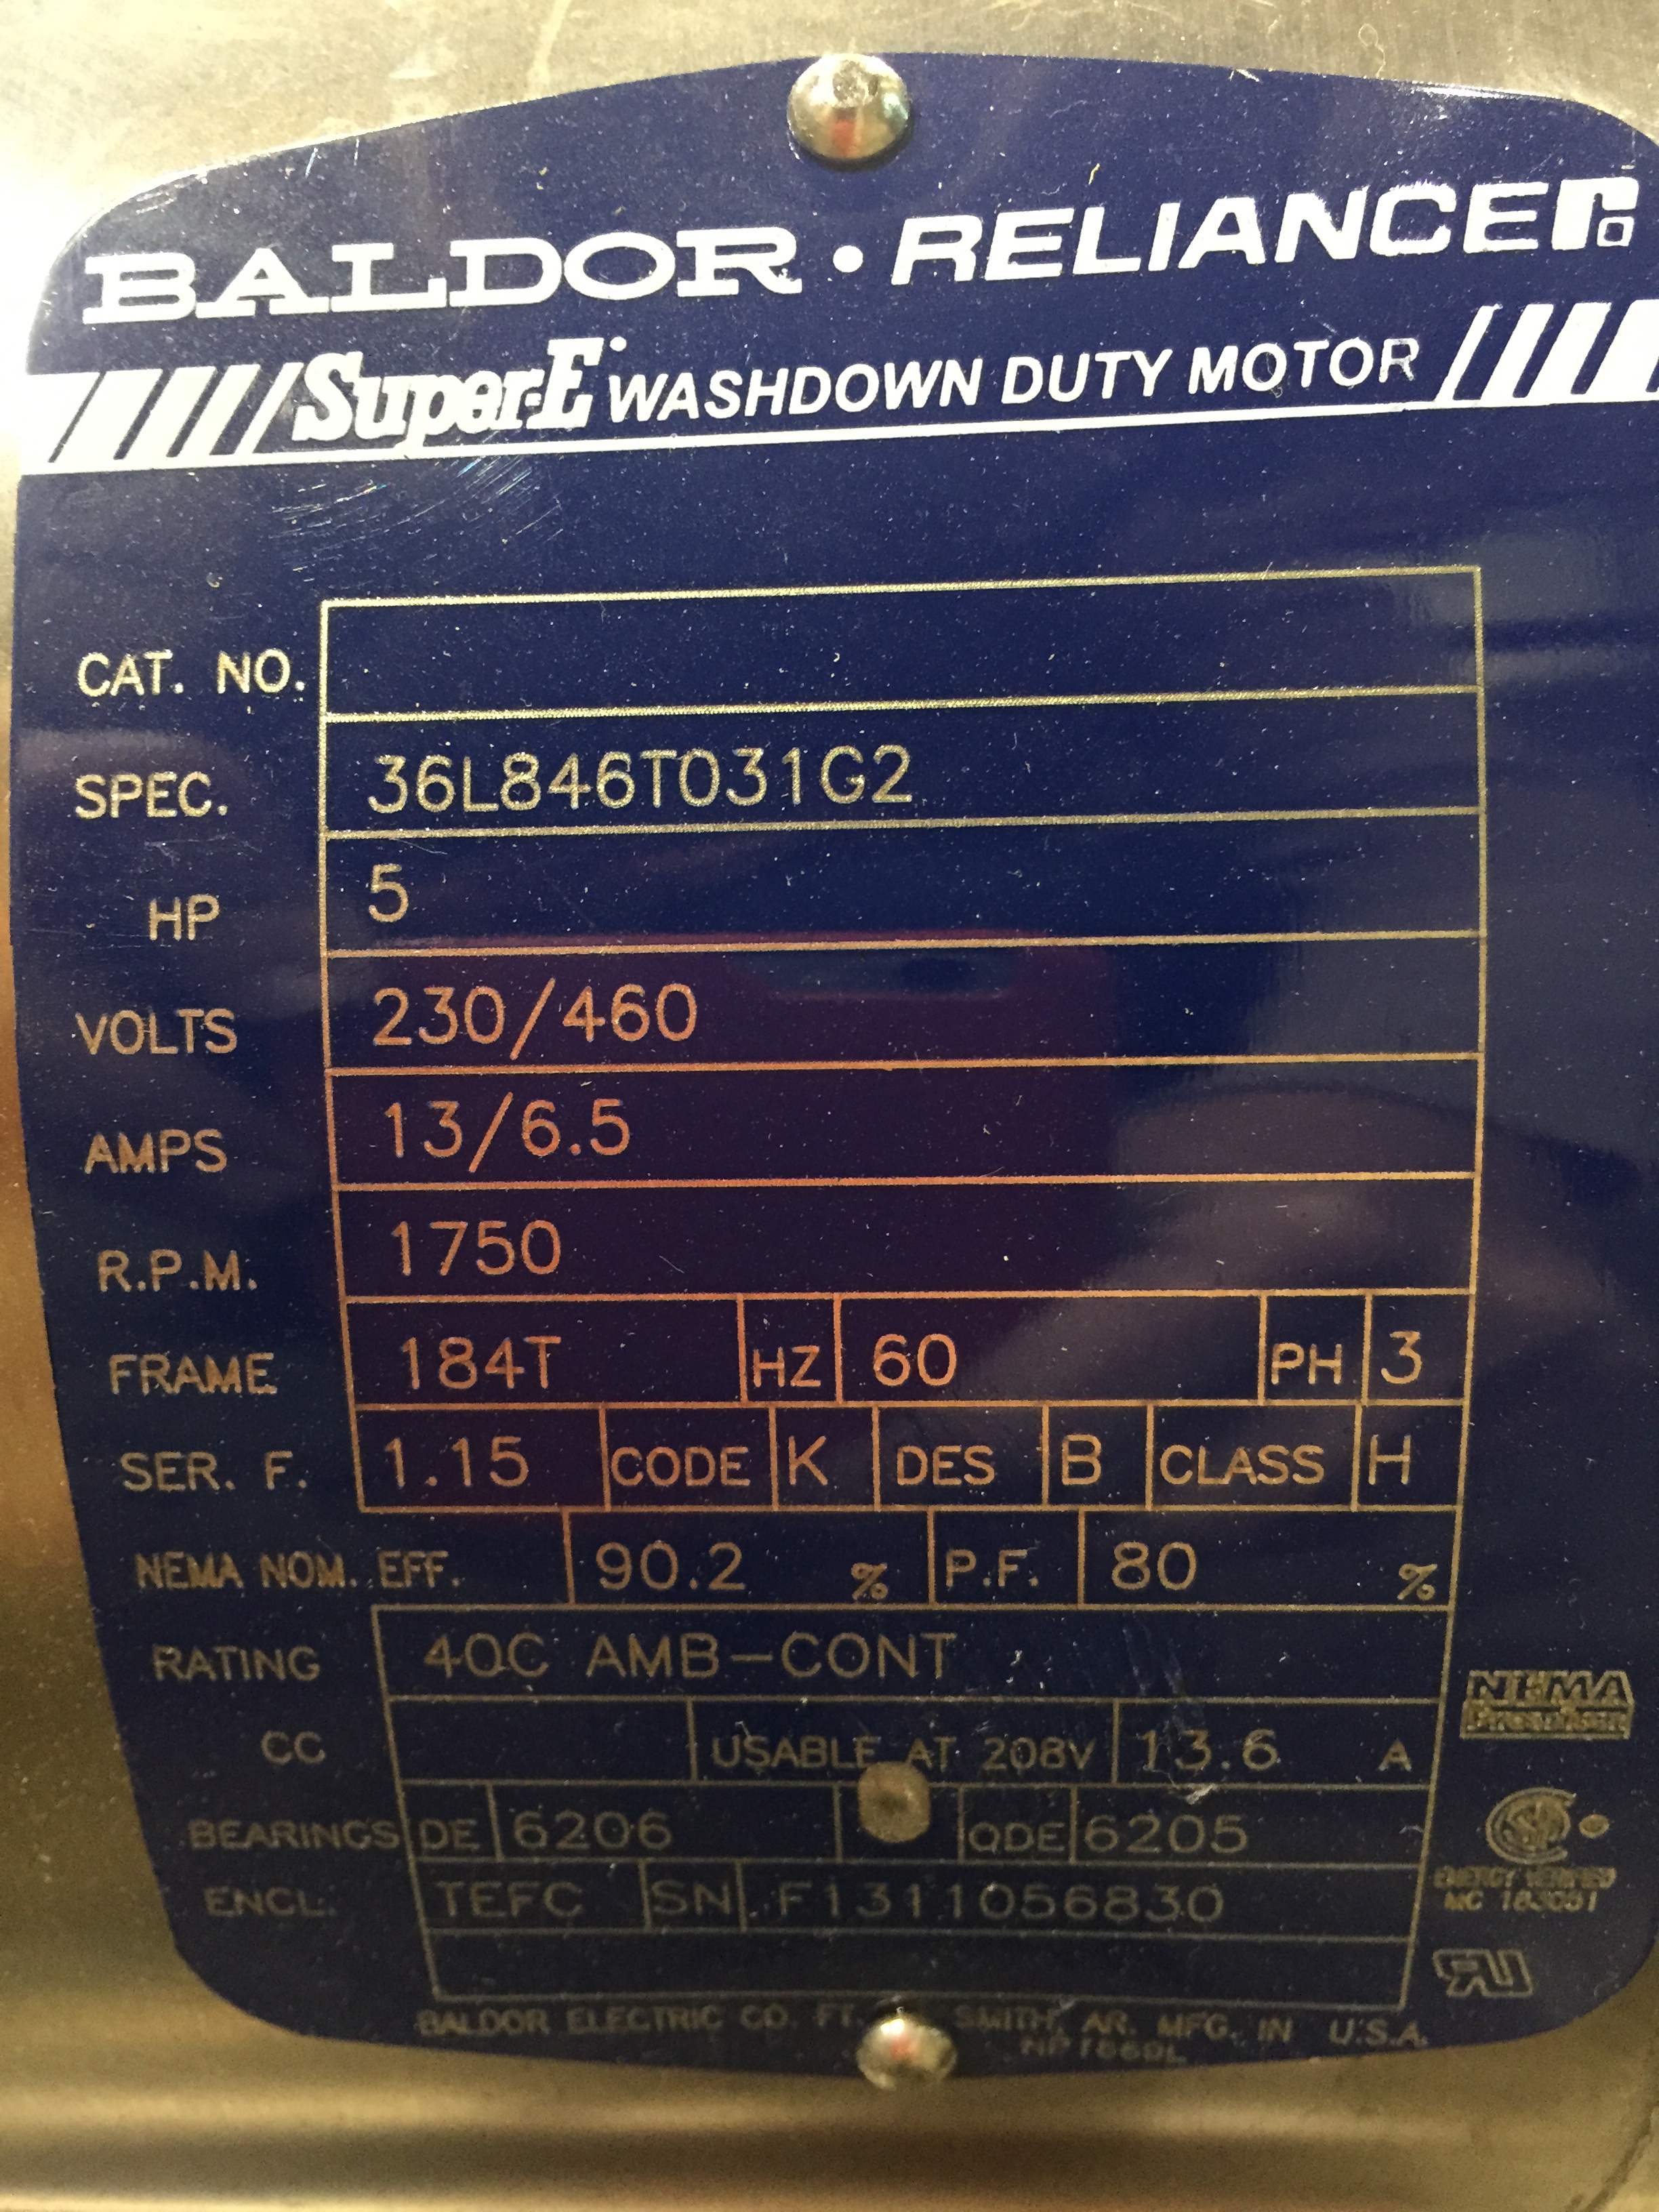 BALDOR · RELIANCE
Super-E WASHDOWN DUTY MOTOR
CAT. NO.
SPEC. 36L846T031G2
HP 5
VOLTS 230/460
AMPS 13/6.5
R.P.M. 1750
FRAME 184T HZ 60 PH 3
SER. F. 1.15 CODE K DES B CLASS H
NEMA NOM. EFF. 90.2 % P.F. 80 %
RATING 40C AMB-CONT
NEMA
Premium
CC USABLE AT 208V 13.6 A
BEARINGS DE 6206 ODE 6205
ENERGY VERIFIED
ENCL. TEFC SN F1311056830
BALDOR ELECTRIC CO. FT. SMITH, AR. MFG. IN U.S.A.